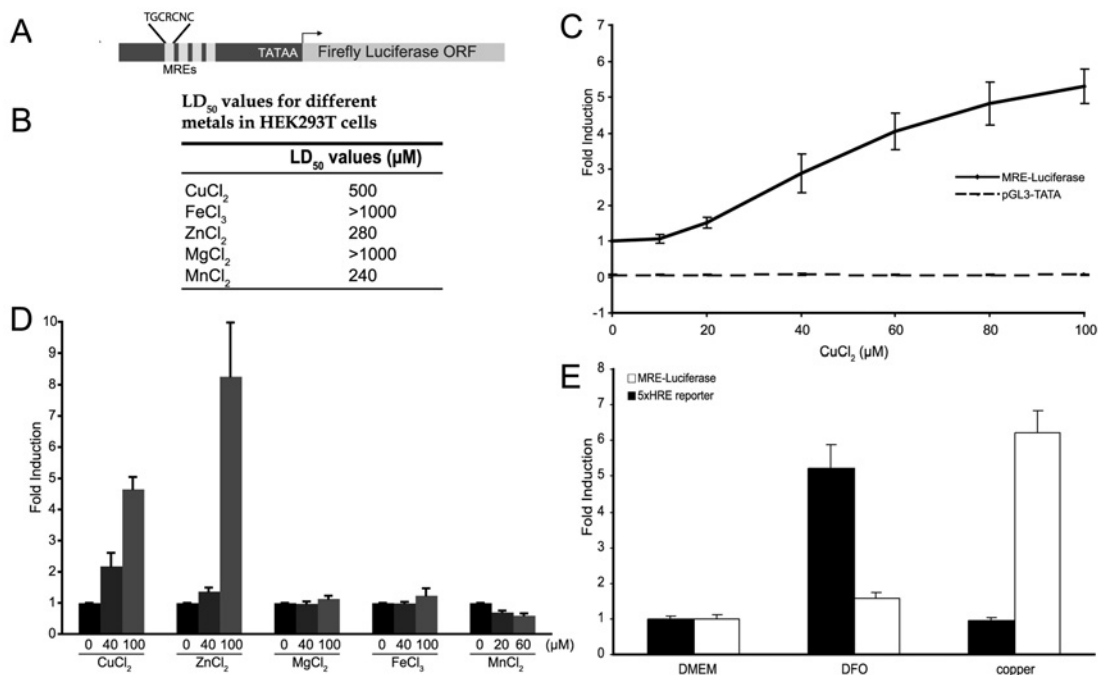 A
TGCRCNC
TATAA
Firefly Luciferase ORF
MREs
B
LD50 values for different
metals in HEK293T cells
LD50 values (µM)
CuCl2 500
FeCl3 >1000
ZnCl2 280
MgCl2 >1000
MnCl2 240
C
Fold Induction
7
6
5
4
3
2
1
0
-1
MRE-Luciferase
pGL3-TATA
0 20 40 60 80 100
CuCl2 (µM)
D
Fold Induction
10
9
8
7
6
5
4
3
2
1
0
0 40 100 0 40 100 0 40 100 0 40 100 0 20 60 (µM)
CuCl2 ZnCl2 MgCl2 FeCl3 MnCl2
E
MRE-Luciferase
5xHRE reporter
Fold Induction
8
7
6
5
4
3
2
1
0
DMEM DFO copper